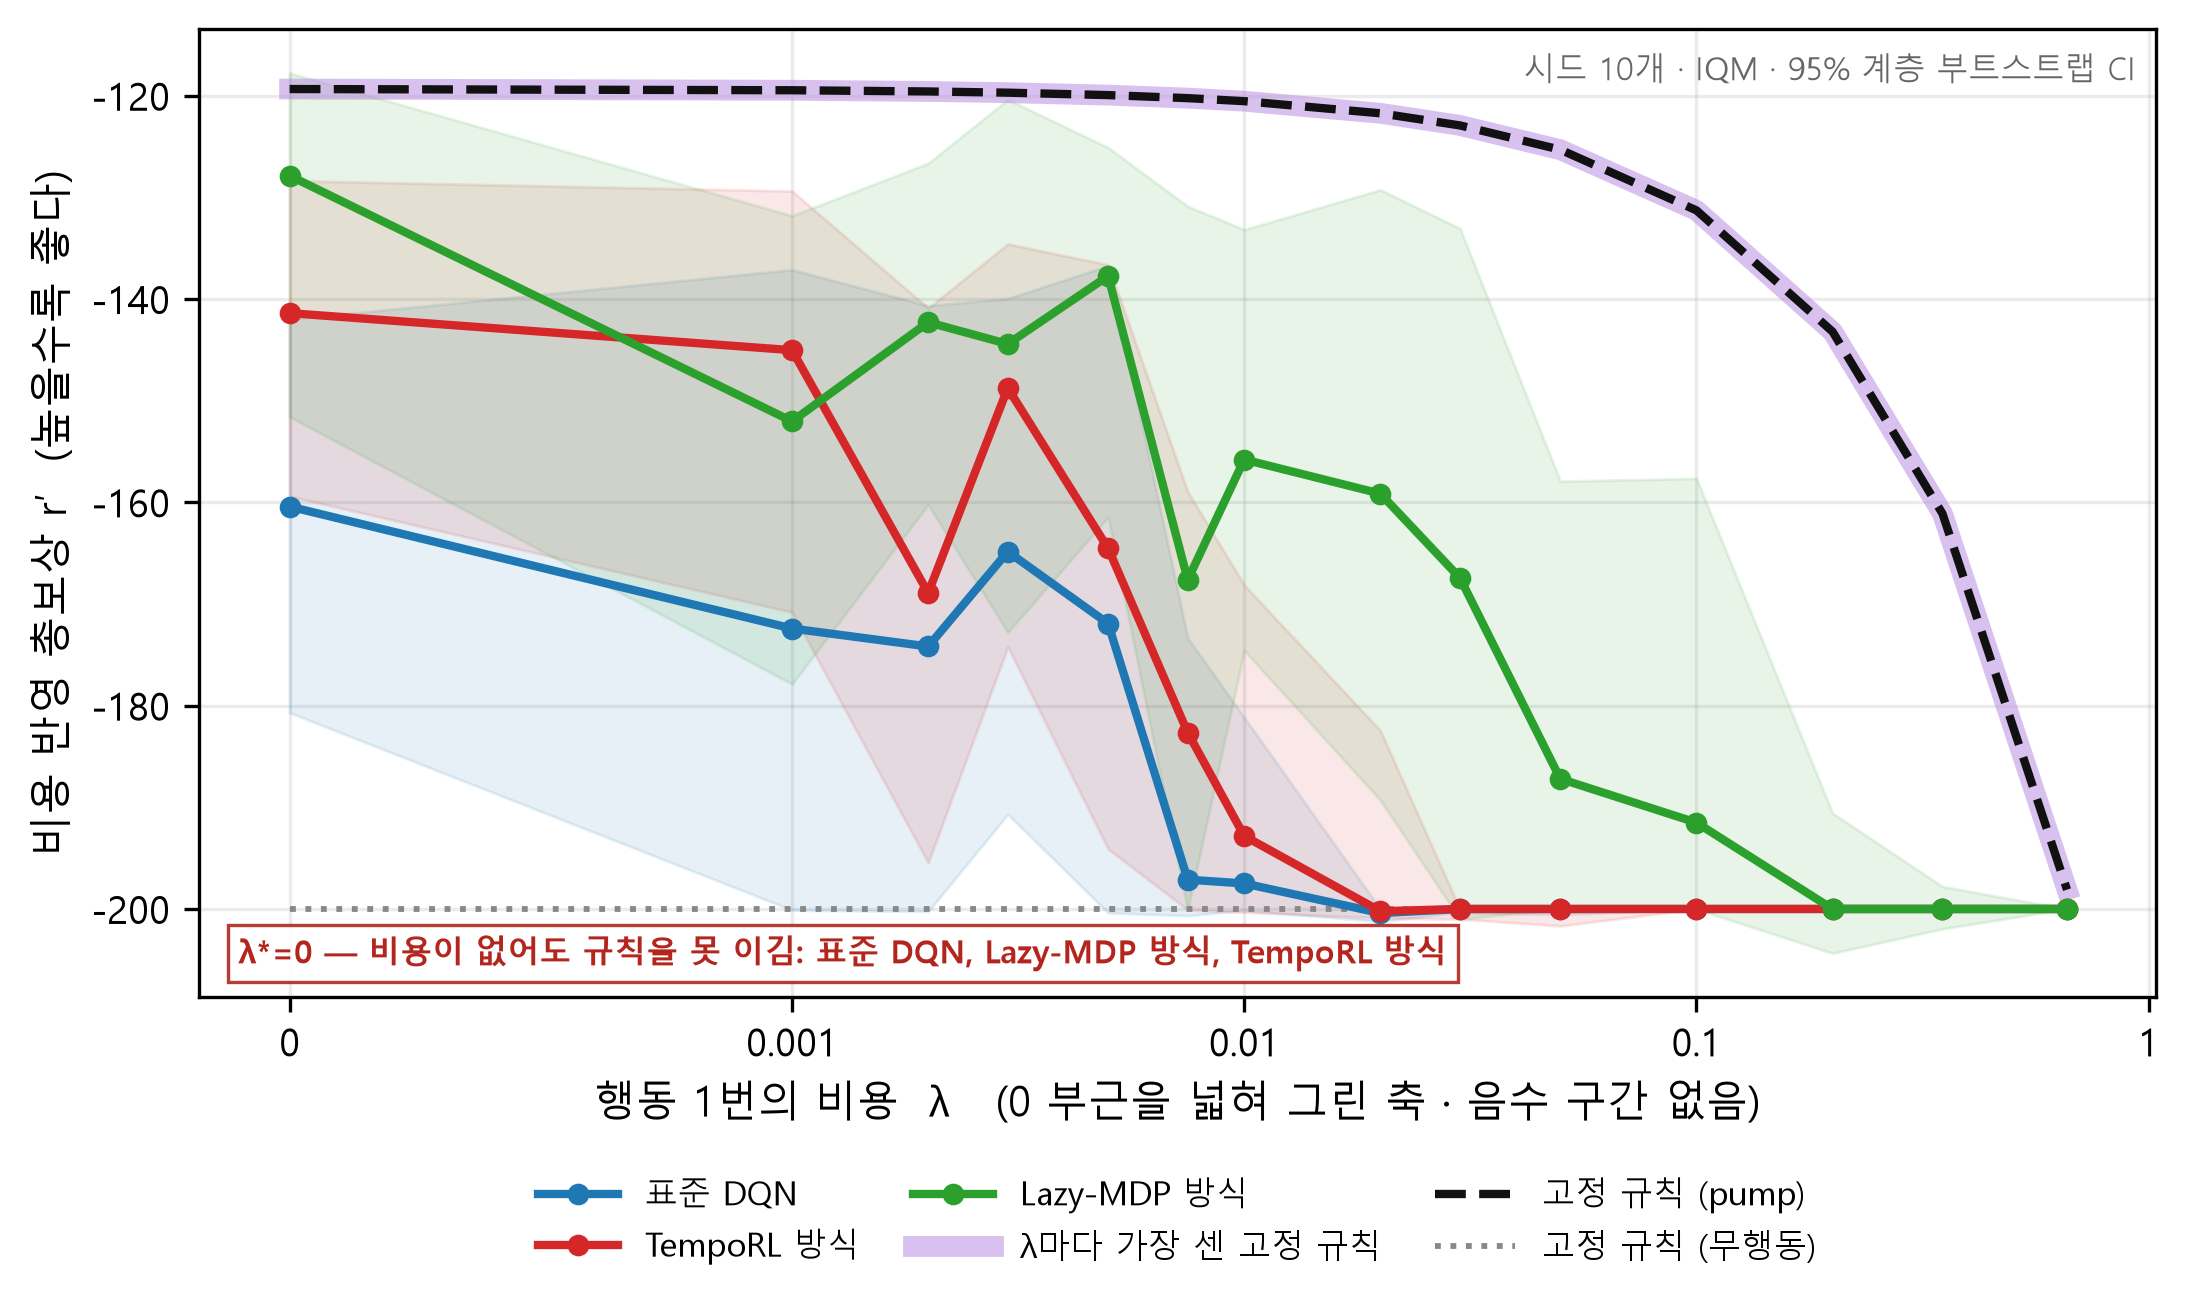 시드 10개 · IQM · 95% 계층 부트스트랩 CI
비용 반영 총보상 r′ (높을수록 좋다)
-120
-140
-160
-180
-200
λ*=0 — 비용이 없어도 규칙을 못 이김: 표준 DQN, Lazy-MDP 방식, TempoRL 방식
0 0.001 0.01 0.1 1
행동 1번의 비용 λ (0 부근을 넓혀 그린 축 · 음수 구간 없음)
표준 DQN Lazy-MDP 방식 고정 규칙 (pump)
TempoRL 방식 λ마다 가장 센 고정 규칙 고정 규칙 (무행동)